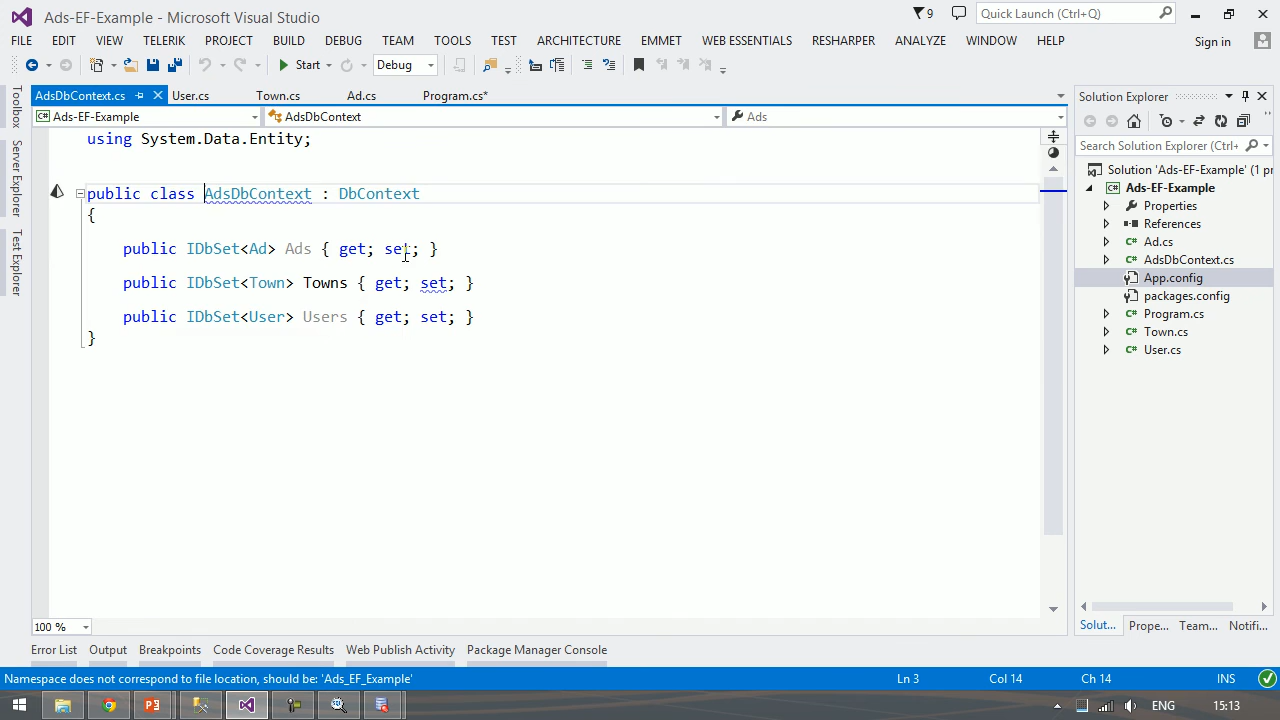 Ads-EF-Example - Microsoft Visual Studio
9
Quick Launch (Ctrl+Q)
FILE EDIT VIEW TELERIK PROJECT BUILD DEBUG TEAM TOOLS TEST ARCHITECTURE EMMET WEB ESSENTIALS RESHARPER ANALYZE WINDOW HELP Sign in
Start Debug
AdsDbContext.cs User.cs Town.cs Ad.cs Program.cs*
Ads-EF-Example AdsDbContext Ads
Toolbox
Server Explorer
Test Explorer
using System.Data.Entity;
public class AdsDbContext : DbContext
{
public IDbSet<Ad> Ads { get; set; }
public IDbSet<Town> Towns { get; set; }
public IDbSet<User> Users { get; set; }
}
100 %
Solution Explorer
Search Solution Explorer (Ctrl+
Solution 'Ads-EF-Example' (1 pr
Ads-EF-Example
Properties
References
C# Ad.cs
C# AdsDbContext.cs
App.config
packages.config
C# Program.cs
C# Town.cs
C# User.cs
Solut... Prope... Team... Notifi...
Error List Output Breakpoints Code Coverage Results Web Publish Activity Package Manager Console
Namespace does not correspond to file location, should be: 'Ads_EF_Example' Ln 3 Col 14 Ch 14 INS
ENG 15:13